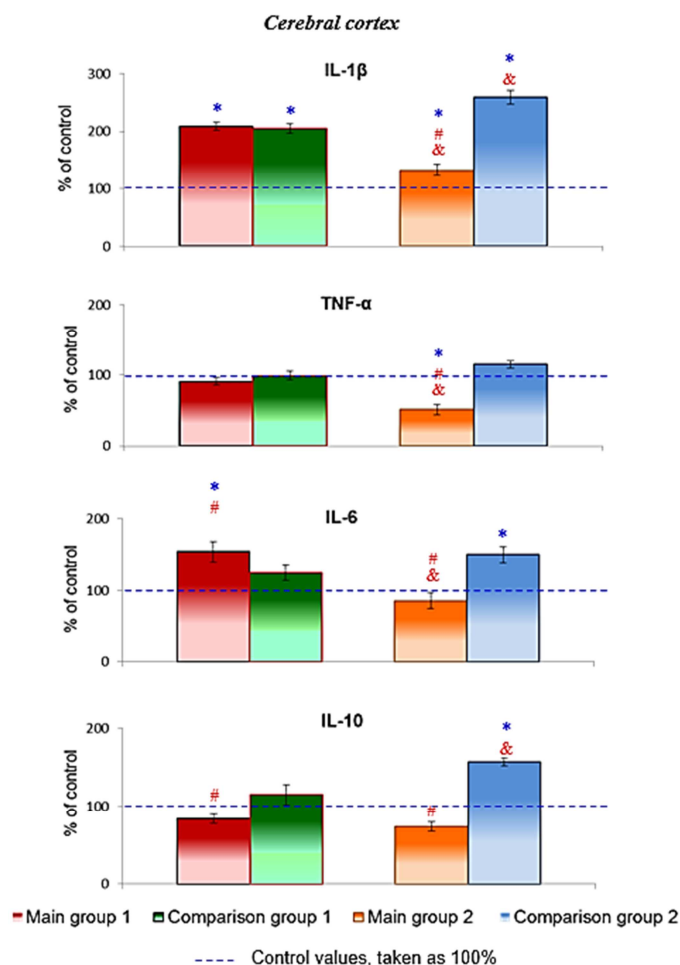 Cerebral cortex
IL-1β
% of control
300
200
100
0
*
*
*
#
&
*
&
TNF-α
% of control
200
100
0
*
#
&
IL-6
% of control
200
100
0
*
#
#
&
*
IL-10
% of control
200
100
0
#
#
*
&
Main group 1 Comparison group 1 Main group 2 Comparison group 2
Control values, taken as 100%